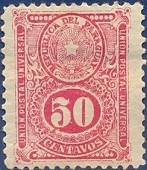 REPUBLICA DEL PARAGUAY
UNION POSTAL UNIVERSAL
UNION POSTAL UNIVERSAL
50
CENTAVOS